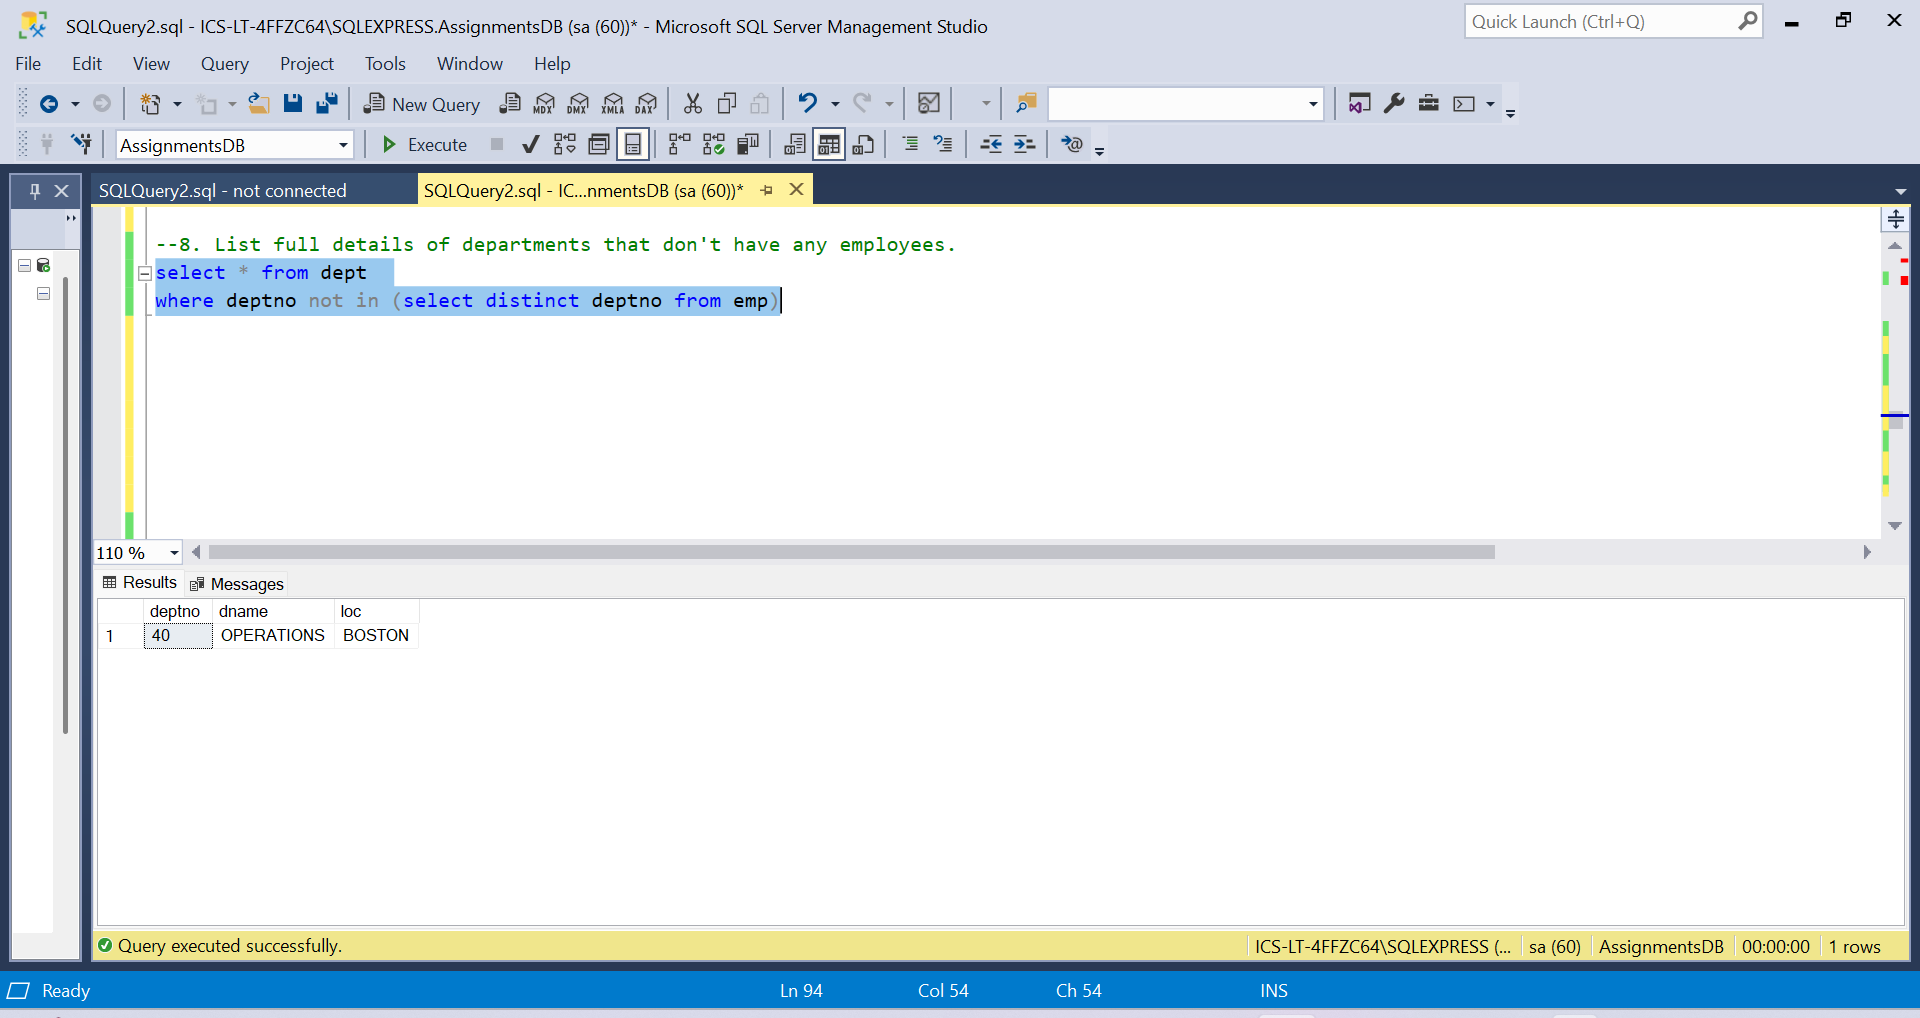 SQLQuery2.sql - ICS-LT-4FFZC64\SQLEXPRESS.AssignmentsDB (sa (60))* - Microsoft SQL Server Management Studio
Quick Launch (Ctrl+Q)
File Edit View Query Project Tools Window Help
New Query MDX DMX XMLA DAX
AssignmentsDB Execute
SQLQuery2.sql - not connected SQLQuery2.sql - IC...nmentsDB (sa (60))*
--8. List full details of departments that don't have any employees.
select * from dept
where deptno not in (select distinct deptno from emp)
110 %
Results Messages
deptno dname loc
1 40 OPERATIONS BOSTON
Query executed successfully. ICS-LT-4FFZC64\SQLEXPRESS (... sa (60) AssignmentsDB 00:00:00 1 rows
Ready Ln 94 Col 54 Ch 54 INS